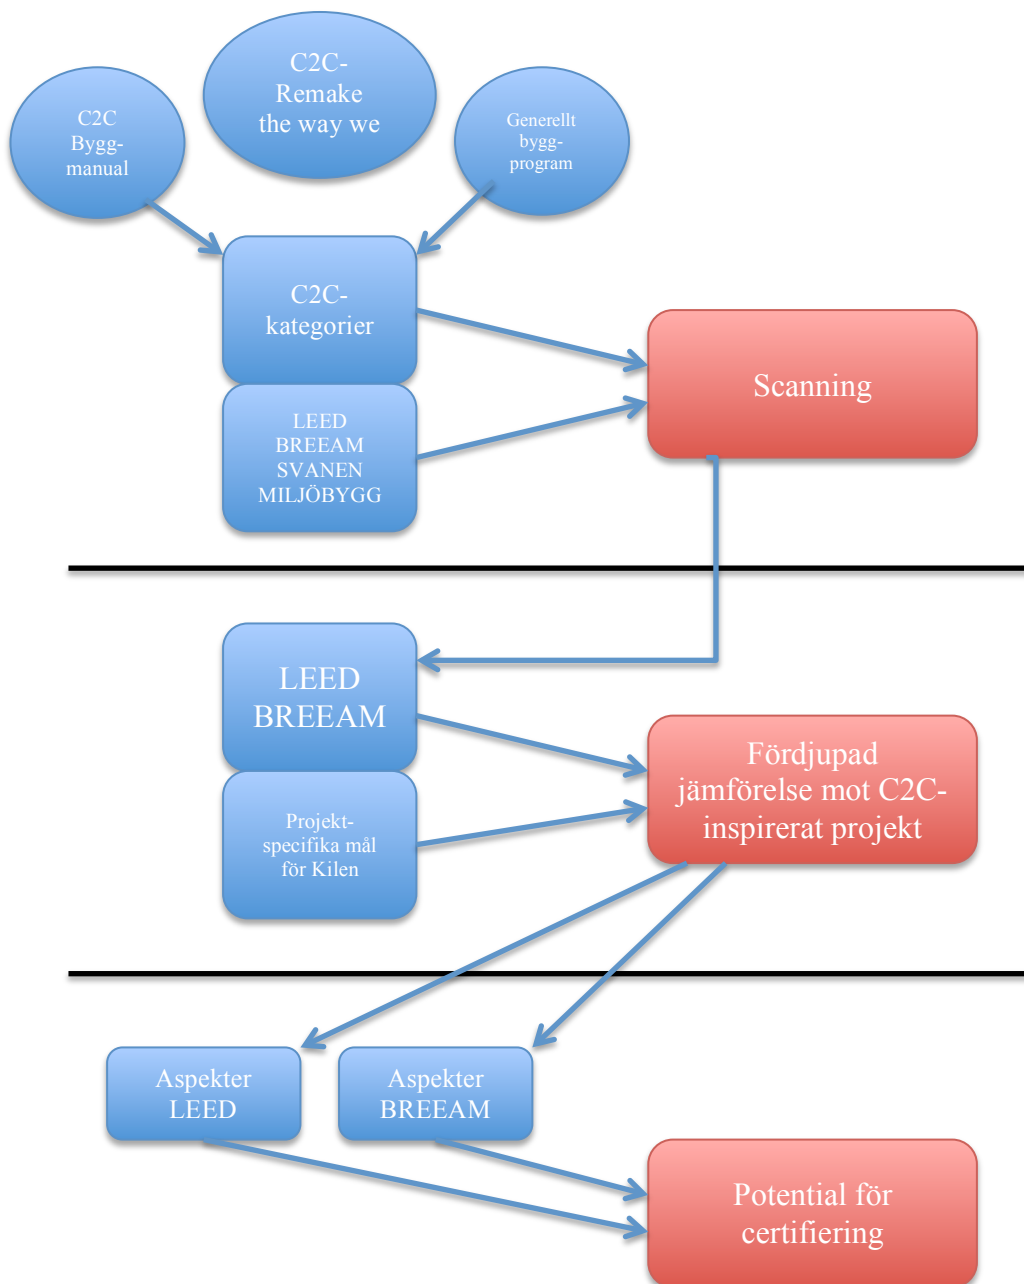 C2C-
Remake
the way we
C2C
Bygg-
manual
Generellt
bygg-
program
C2C-
kategorier
Scanning
LEED
BREEAM
SVANEN
MILJÖBYGG
LEED
BREEAM
Fördjupad
jämförelse mot C2C-
inspirerat projekt
Projekt-
specifika mål
för Kilen
Aspekter
LEED
Aspekter
BREEAM
Potential för
certifiering